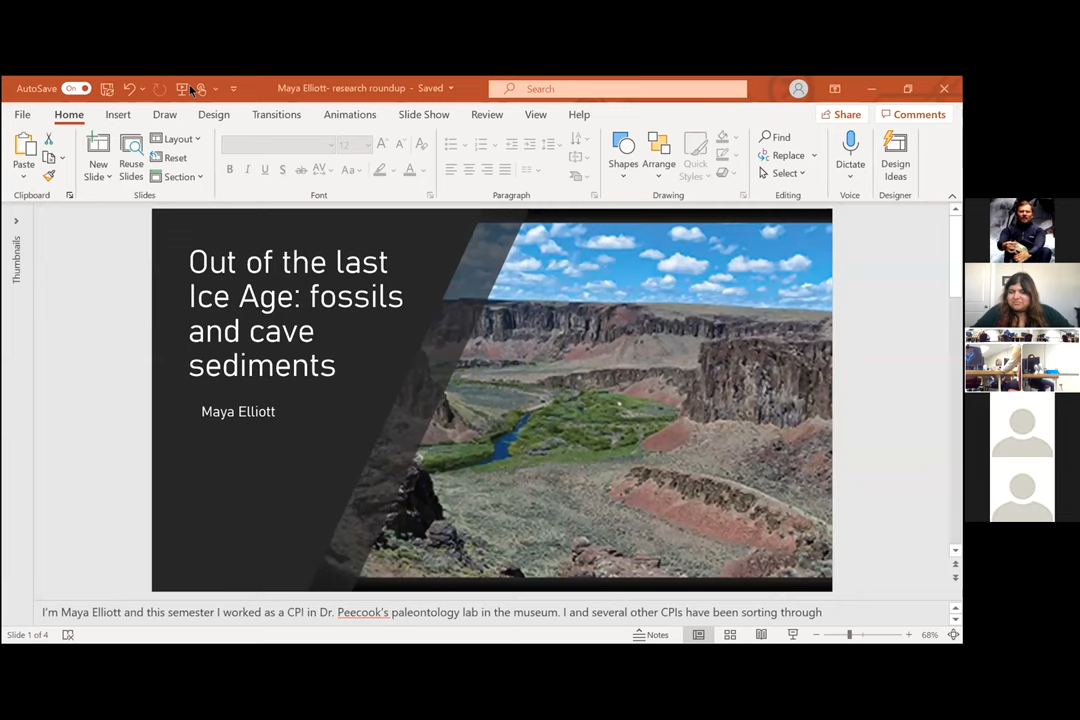 AutoSave On Maya Elliott- research roundup - Saved Search
File Home Insert Draw Design Transitions Animations Slide Show Review View Help Share Comments
Paste New Slide Reuse Slides Layout Reset Section 12 Shapes Arrange Quick Styles Find Replace Select Dictate Design Ideas
Clipboard Slides Font Paragraph Drawing Editing Voice Designer
Thumbnails
Out of the last
Ice Age: fossils
and cave
sediments
Maya Elliott
I'm Maya Elliott and this semester I worked as a CPI in Dr. Peecook's paleontology lab in the museum. I and several other CPIs have been sorting through
Slide 1 of 4 Notes 68%